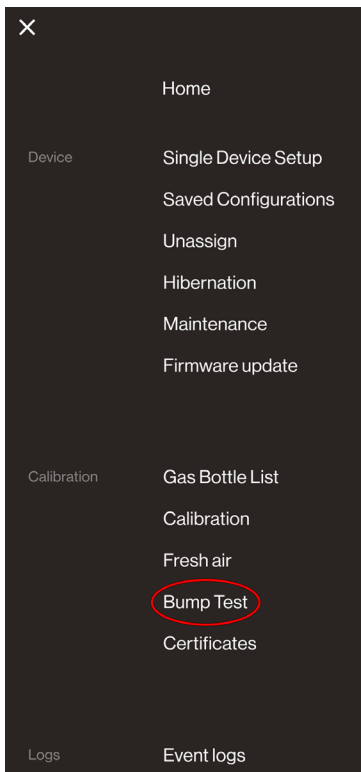 Home
Device Single Device Setup
Saved Configurations
Unassign
Hibernation
Maintenance
Firmware update
Calibration Gas Bottle List
Calibration
Fresh air
Bump Test
Certificates
Logs Event logs